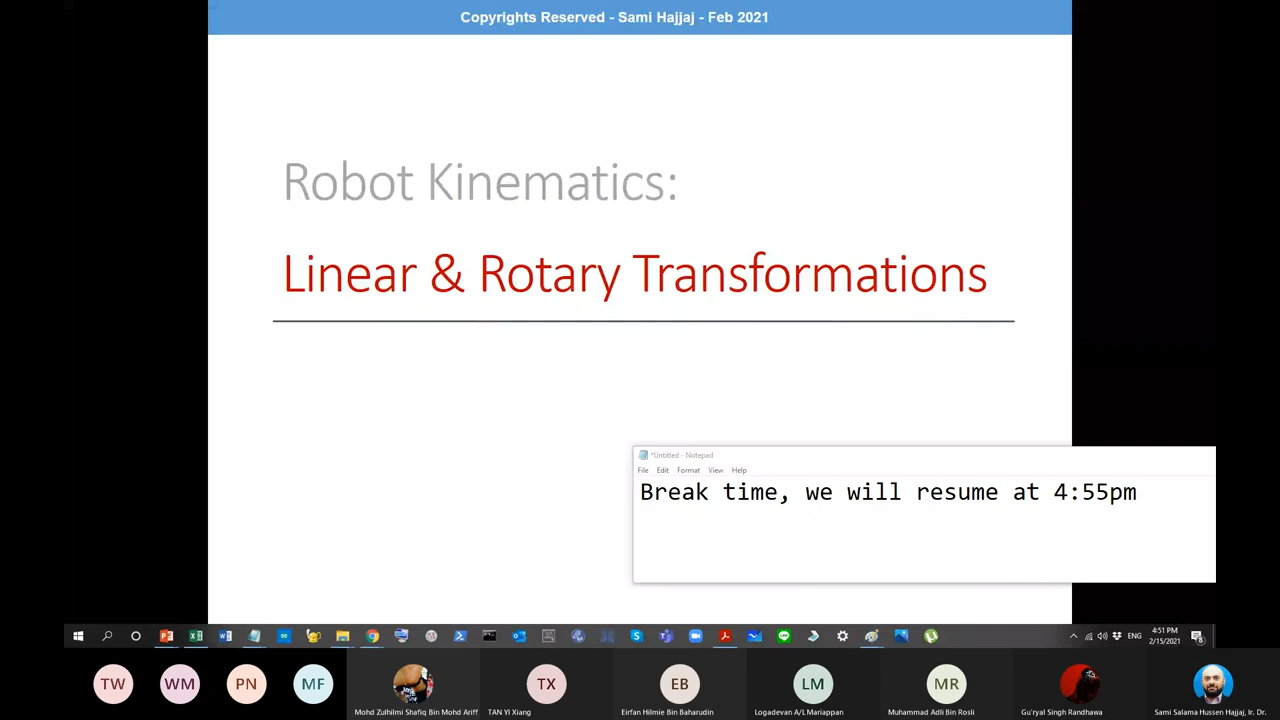 Copyrights Reserved - Sami Hajjaj - Feb 2021
Robot Kinematics:
Linear & Rotary Transformations
*Untitled - Notepad
File Edit Format View Help
Break time, we will resume at 4:55pm
ENG
4:51 PM
2/15/2021
TW WM PN MF TX EB LM MR
Mohd Zulhilmi Shafiq Bin Mohd Ariff
TAN YI Xiang
Eirfan Hilmie Bin Baharudin
Logadevan A/L Mariappan
Muhammad Adli Bin Rosli
Gu'ryal Singh Randhawa
Sami Salama Hussen Hajjaj, Ir. Dr.